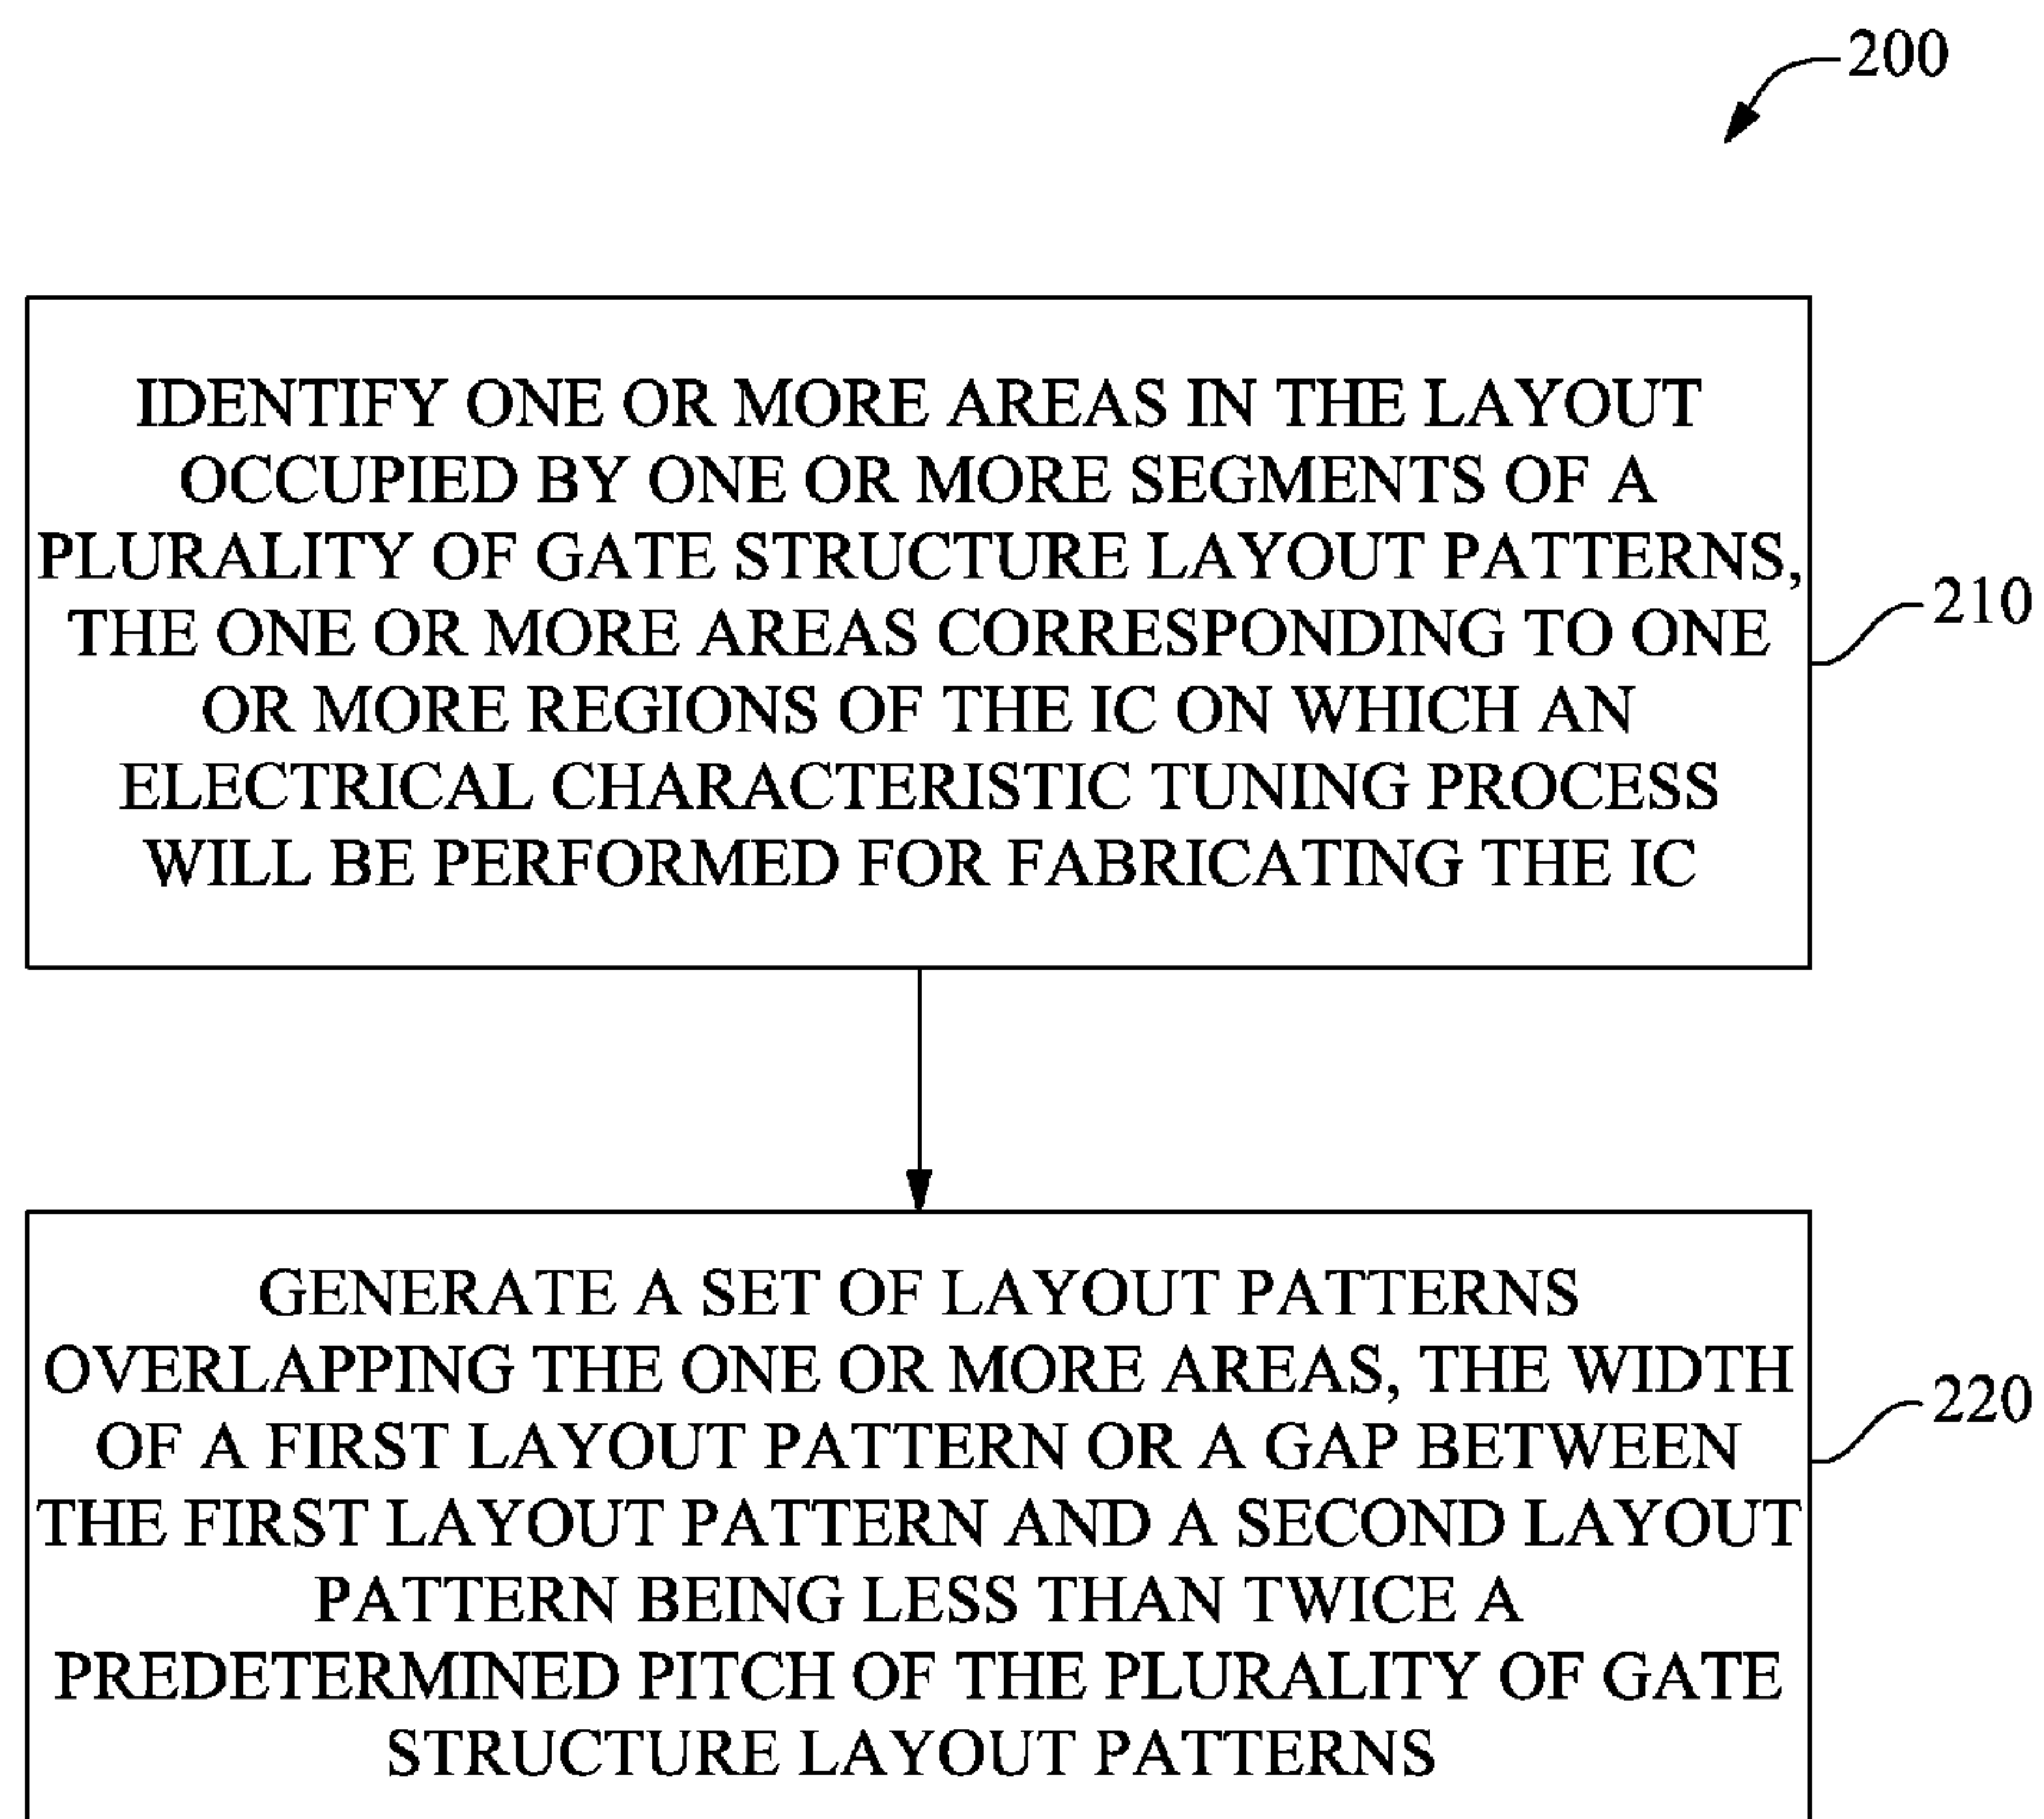 200
IDENTIFY ONE OR MORE AREAS IN THE LAYOUT
OCCUPIED BY ONE OR MORE SEGMENTS OF A
PLURALITY OF GATE STRUCTURE LAYOUT PATTERNS,
THE ONE OR MORE AREAS CORRESPONDING TO ONE
OR MORE REGIONS OF THE IC ON WHICH AN
ELECTRICAL CHARACTERISTIC TUNING PROCESS
WILL BE PERFORMED FOR FABRICATING THE IC
210
GENERATE A SET OF LAYOUT PATTERNS
OVERLAPPING THE ONE OR MORE AREAS, THE WIDTH
OF A FIRST LAYOUT PATTERN OR A GAP BETWEEN
THE FIRST LAYOUT PATTERN AND A SECOND LAYOUT
PATTERN BEING LESS THAN TWICE A
PREDETERMINED PITCH OF THE PLURALITY OF GATE
STRUCTURE LAYOUT PATTERNS
220